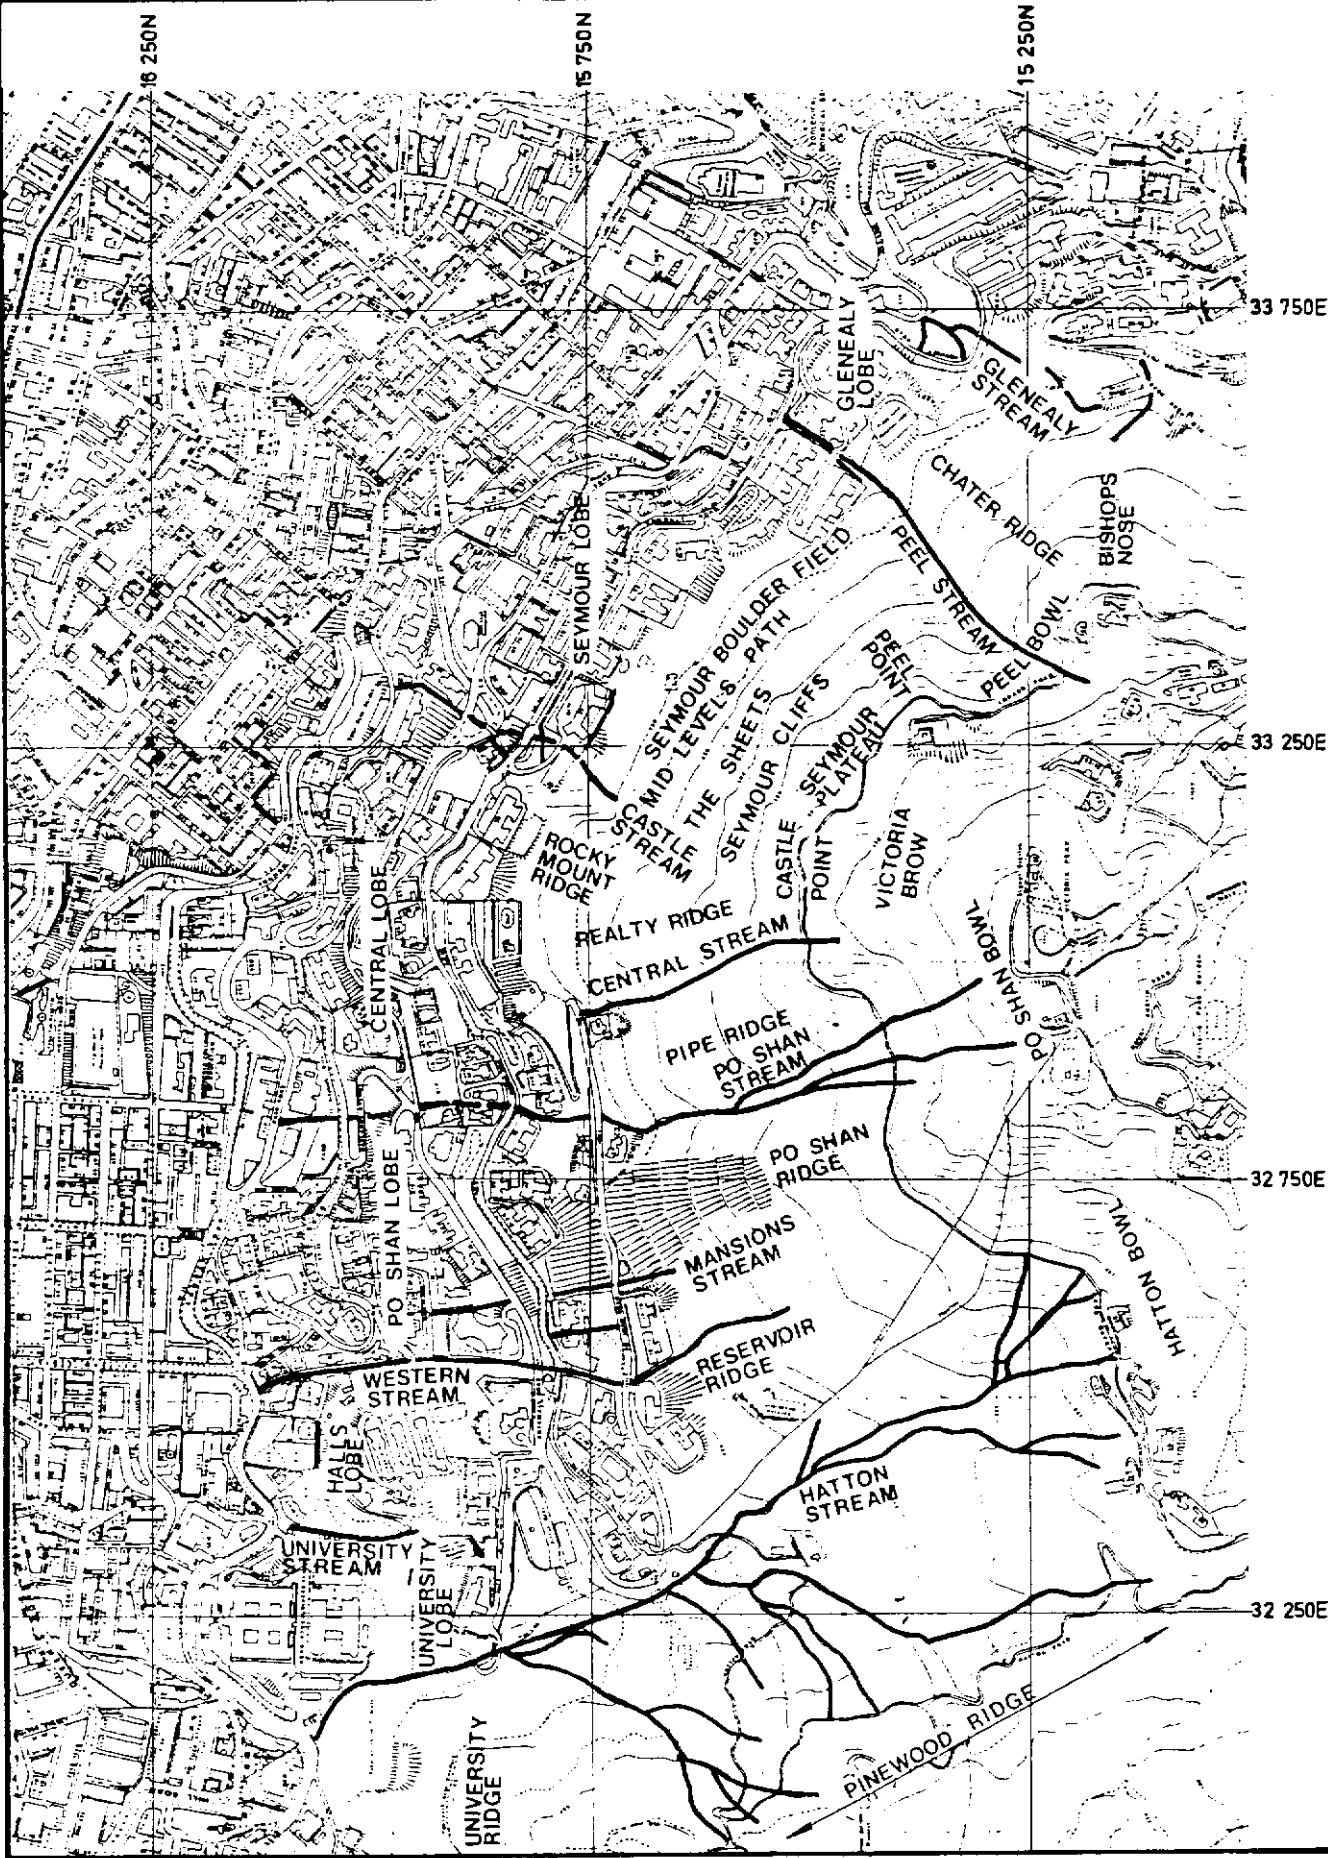 16 250N
15 750N
15 250N
33 750E
33 250E
32 750E
32 250E
GLENEALY
LOBE
GLENEALY
STREAM
CHATER RIDGE
BISHOPS
NOSE
PEEL STREAM
PEEL BOWL
SEYMOUR LOBE
SEYMOUR BOULDER FIELD
MID LEVELS PATH
THE SHEETS
SEYMOUR CLIFFS
PEEL
POINT
SEYMOUR
PLATEAU
CASTLE
STREAM
CASTLE
POINT
VICTORIA
BROW
ROCKY
MOUNT
RIDGE
CENTRAL LOBE
REALTY RIDGE
CENTRAL STREAM
PIPE RIDGE
PO SHAN
STREAM
PO SHAN BOWL
PO SHAN
RIDGE
PO SHAN LOBE
MANSIONS
STREAM
HATTON BOWL
RESERVOIR
RIDGE
WESTERN
STREAM
HALLS
LOBE
HATTON
STREAM
UNIVERSITY
STREAM
UNIVERSITY
LOBE
UNIVERSITY
RIDGE
PINEWOOD RIDGE
VICTORIA PEAK